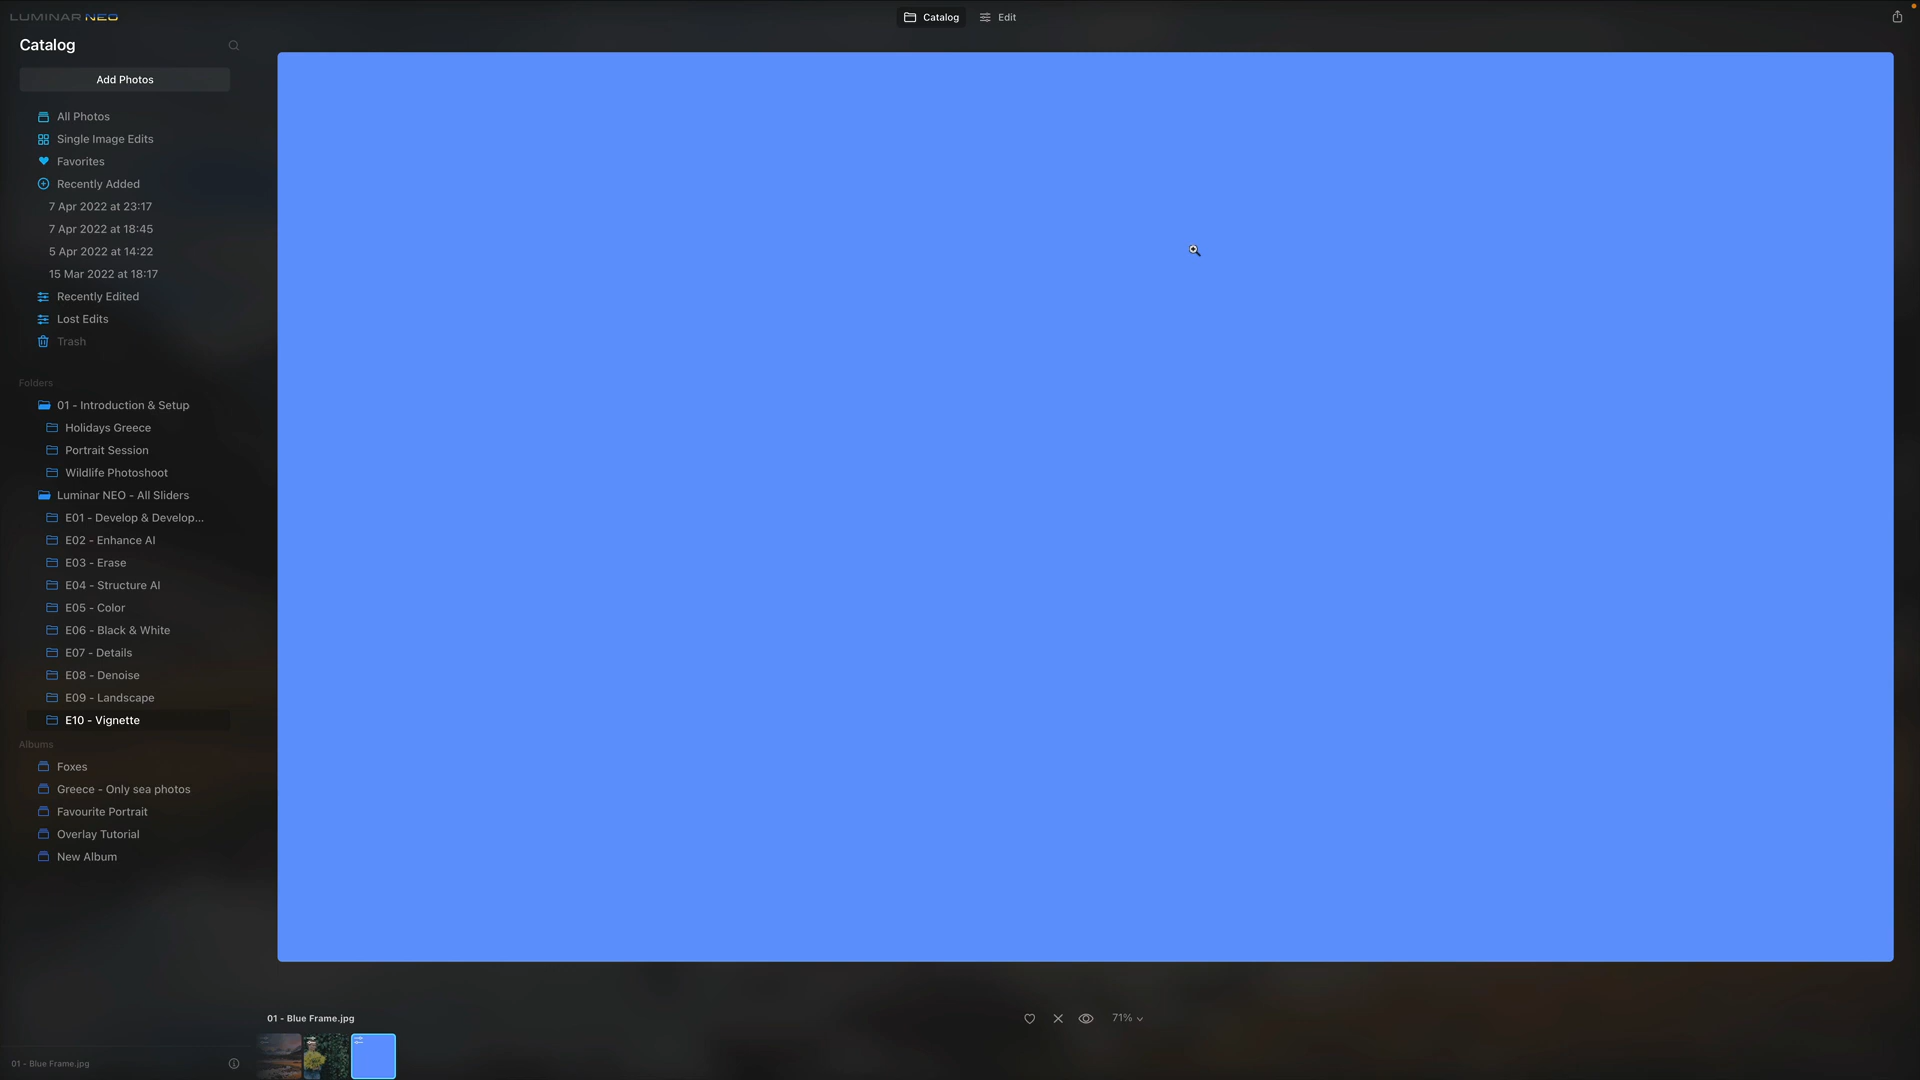 LUMINAR NEO
Catalog
Edit
Catalog
Add Photos
All Photos
Single Image Edits
Favorites
Recently Added
7 Apr 2022 at 23:17
7 Apr 2022 at 18:45
5 Apr 2022 at 14:22
15 Mar 2022 at 18:17
Recently Edited
Lost Edits
Trash
Folders
01 - Introduction & Setup
Holidays Greece
Portrait Session
Wildlife Photoshoot
Luminar NEO - All Sliders
E01 - Develop & Develop...
E02 - Enhance AI
E03 - Erase
E04 - Structure AI
E05 - Color
E06 - Black & White
E07 - Details
E08 - Denoise
E09 - Landscape
E10 - Vignette
Albums
Foxes
Greece - Only sea photos
Favourite Portrait
Overlay Tutorial
New Album
01 - Blue Frame.jpg
71%
01 - Blue Frame.jpg